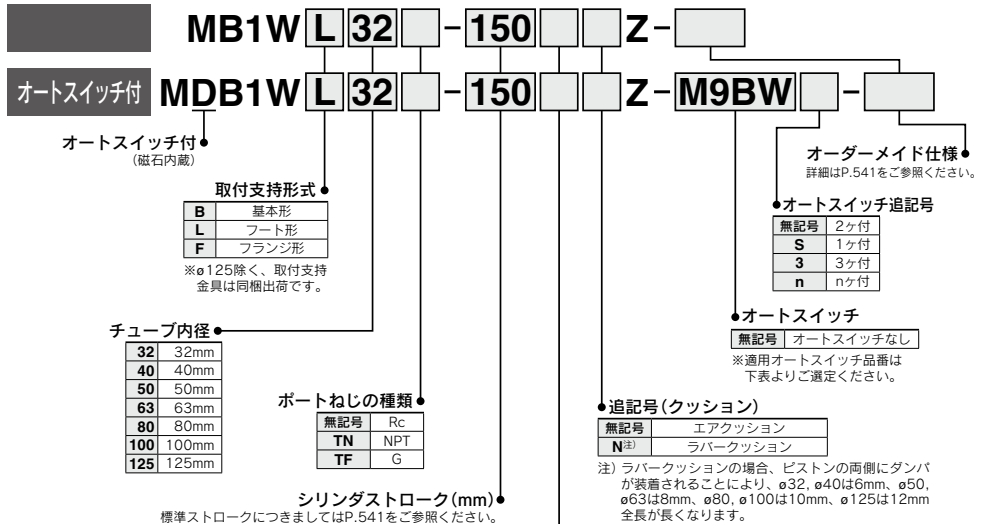 MB1W L 32 - 150 Z -
オートスイッチ付 MDB1W L 32 - 150 Z - M9BW -
オートスイッチ付
(磁石内蔵)
取付支持形式
B 基本形
L フート形
F フランジ形
※ø125除く、取付支持
金具は同梱出荷です。
チューブ内径
32 32mm
40 40mm
50 50mm
63 63mm
80 80mm
100 100mm
125 125mm
ポートねじの種類
無記号 Rc
TN NPT
TF G
シリンダストローク(mm)
標準ストロークにつきましてはP.541をご参照ください。
オーダーメイド仕様
詳細はP.541をご参照ください。
オートスイッチ追記号
無記号 2ヶ付
S 1ヶ付
3 3ヶ付
n nヶ付
オートスイッチ
無記号 オートスイッチなし
※適用オートスイッチ品番は
下表よりご選定ください。
追記号(クッション)
無記号 エアクッション
N注) ラバークッション
注) ラバークッションの場合、ピストンの両側にダンパ
が装着されることにより、ø32, ø40は6mm、ø50,
ø63は8mm、ø80, ø100は10mm、ø125は12mm
全長が長くなります。